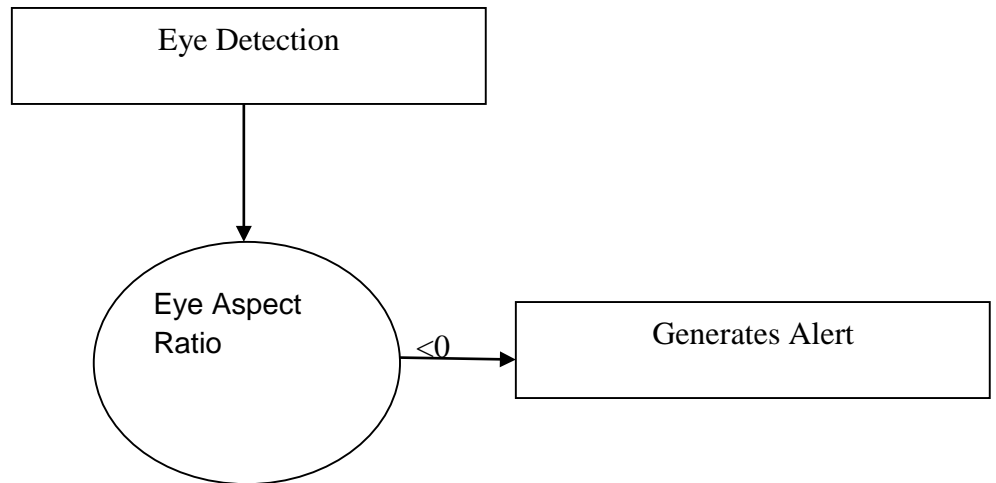 Eye Detection
Eye Aspect
Ratio
<0
Generates Alert